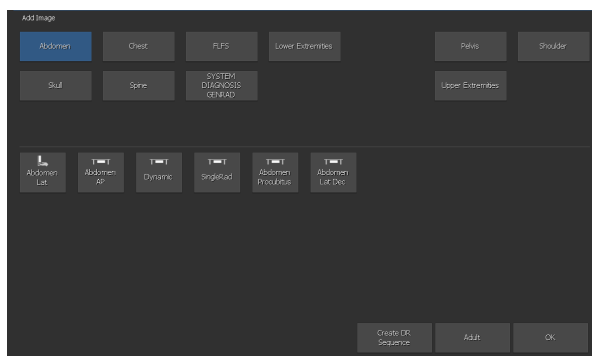 Add Image
Abdomen
Chest
FLFS
Lower Extremities
Pelvis
Shoulder
Skull
Spine
SYSTEM
DIAGNOSIS
GENRAD
Upper Extremities
Abdomen
Lat
Abdomen
AP
Dynamic
SingleRad
Abdomen
Procubitus
Abdomen
Lat Dec
Create DR
Sequence
Adult
OK